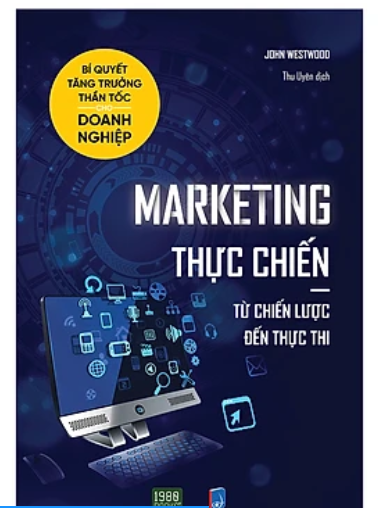 JOHN WESTWOOD
Thu Uyên dịch
BÍ QUYẾT
TĂNG TRƯỞNG
THẦN TỐC
CHO
DOANH
NGHIỆP
MARKETING
THỰC CHIẾN
TỪ CHIẾN LƯỢC
ĐẾN THỰC THI
1980
BOOKS